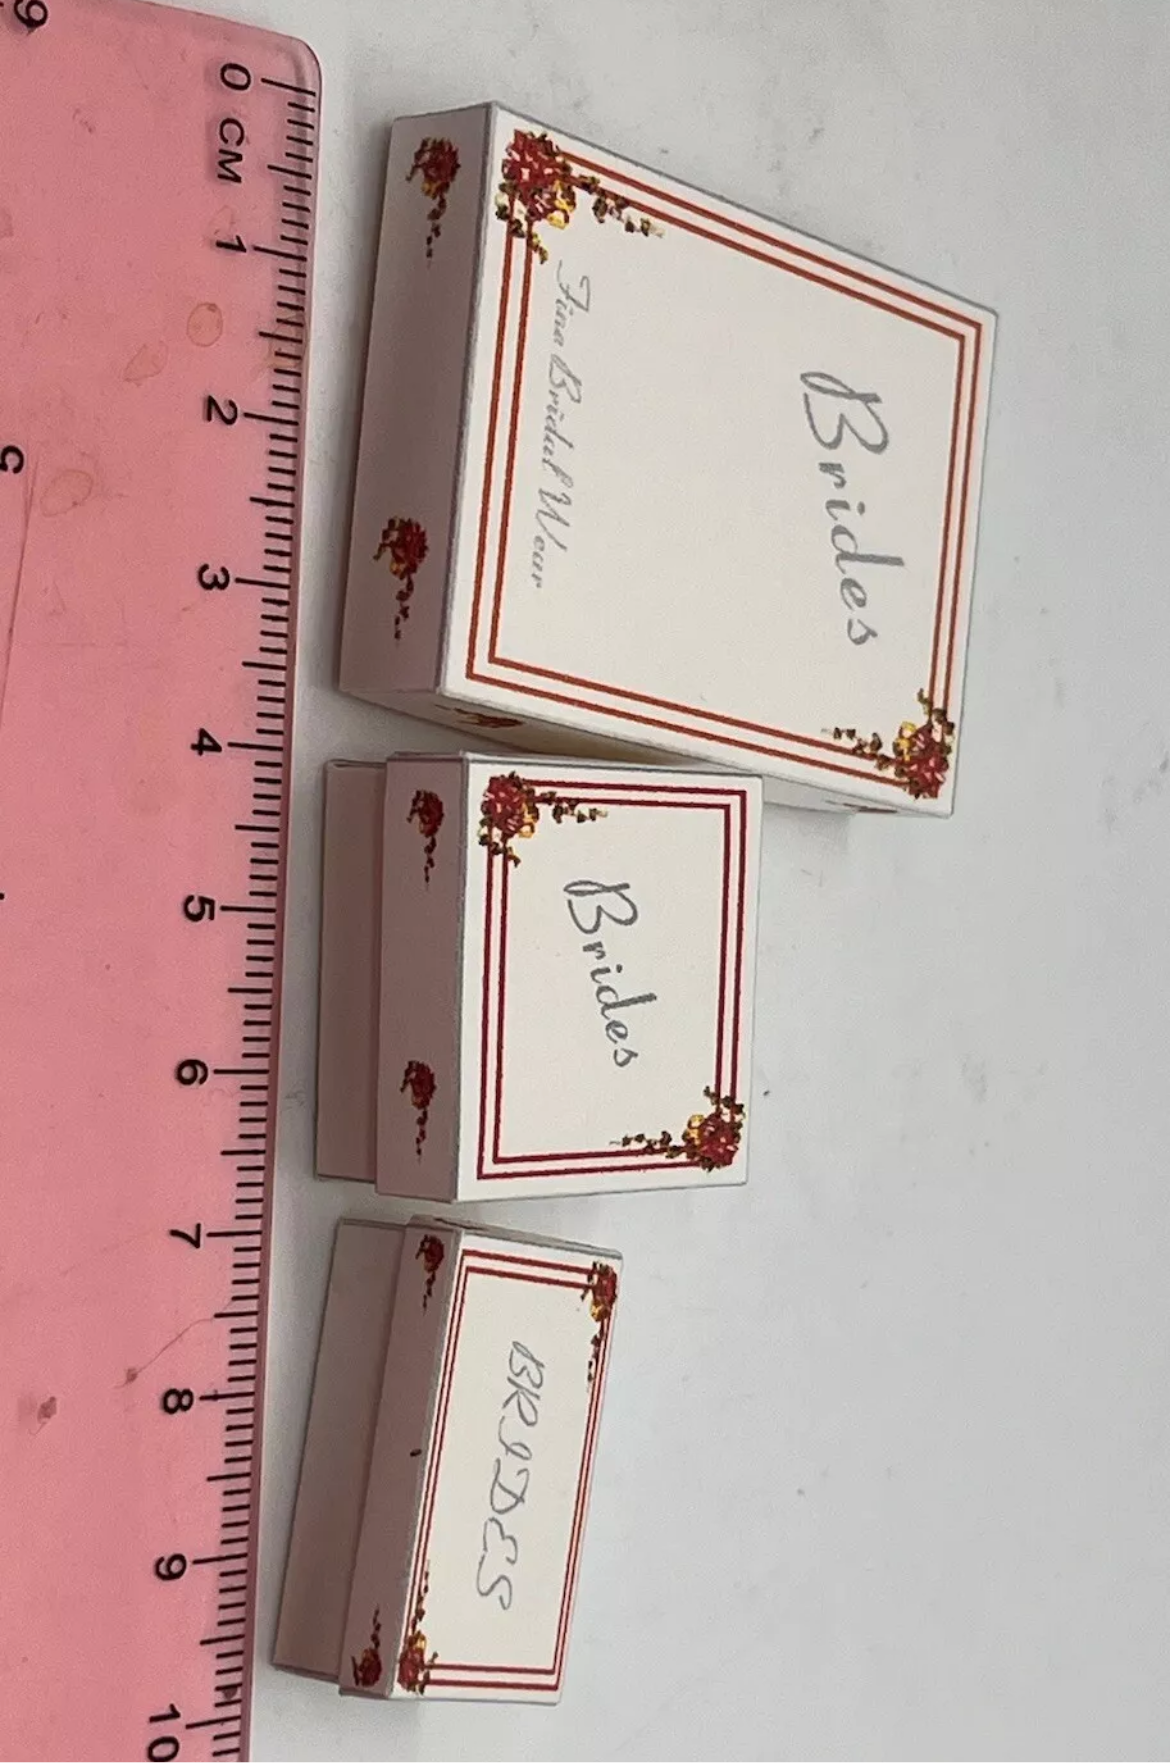 Brides
Fine Bridal Wear
Brides
BRIDES
0 CM 1 2 3 4 5 6 7 8 9 10